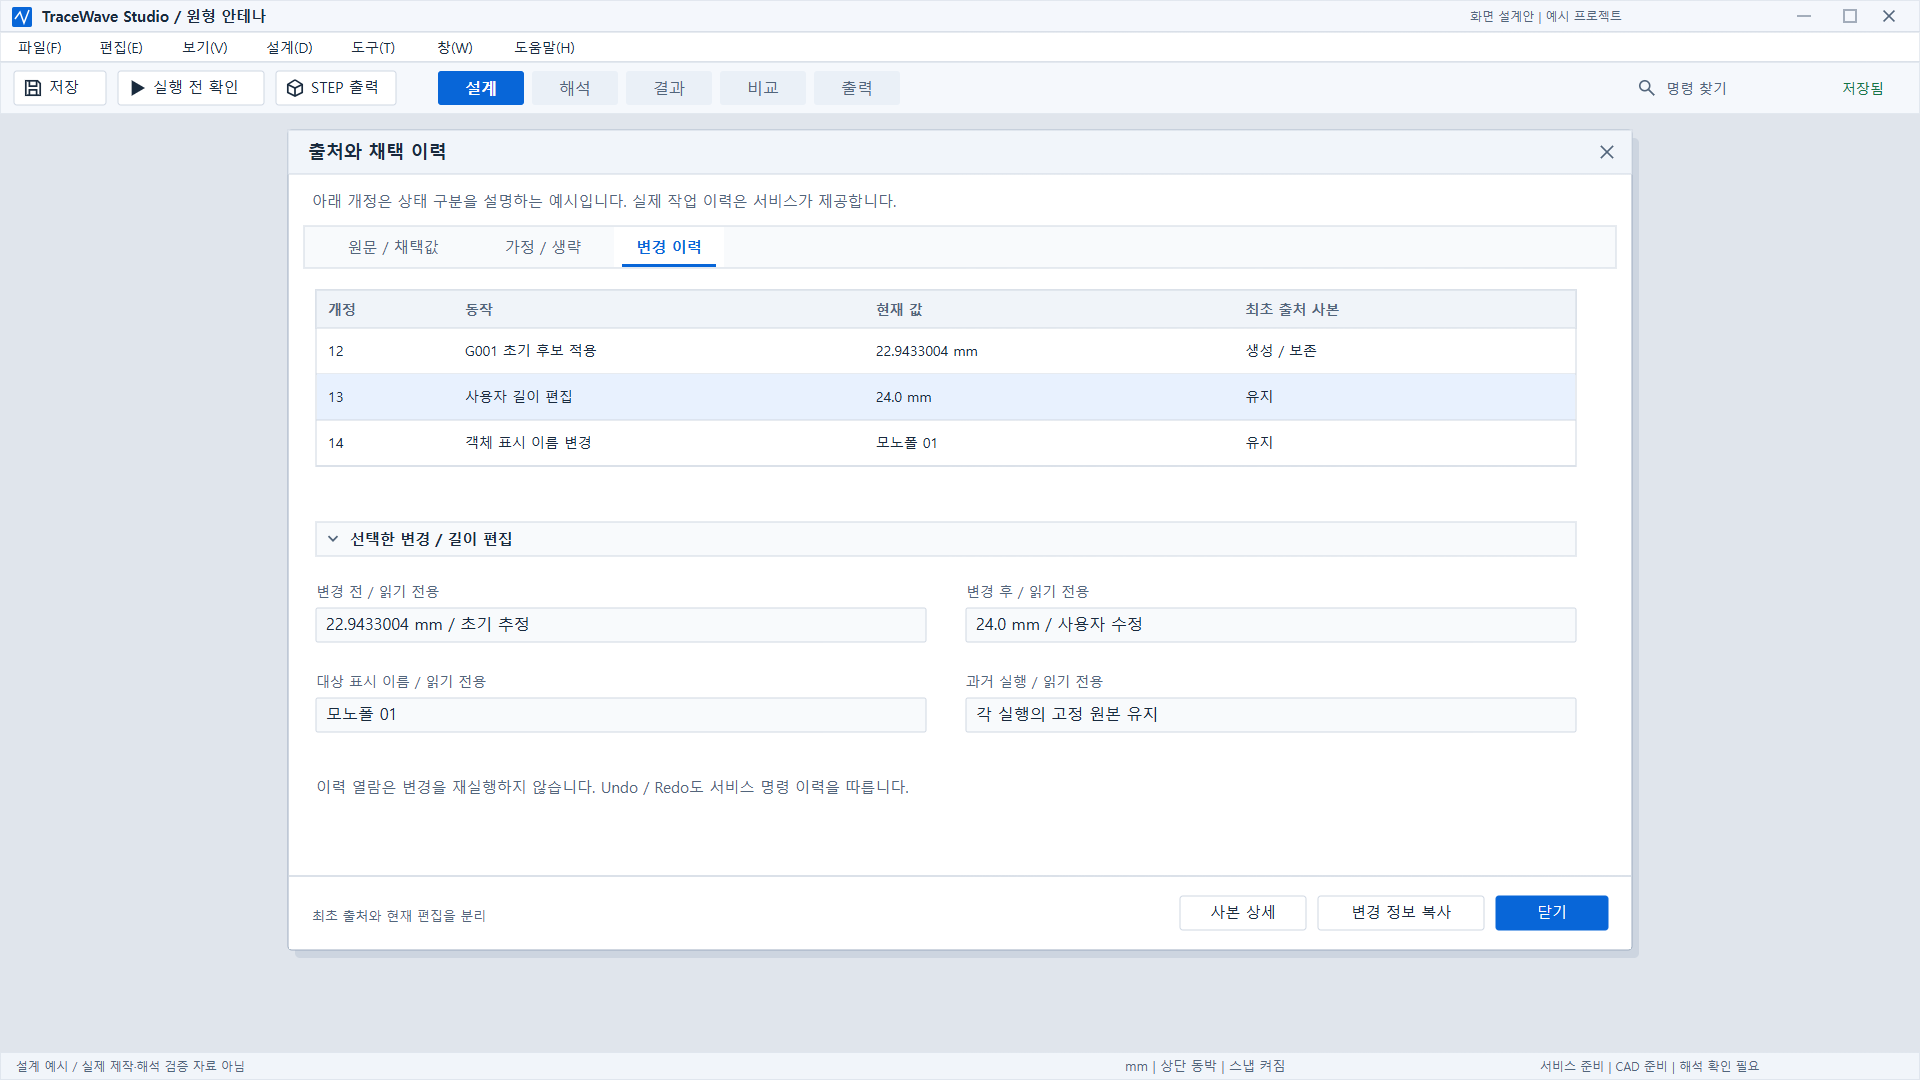 TraceWave Studio / 원형 안테나
화면 설계안 | 예시 프로젝트
파일(F) 편집(E) 보기(V) 설계(D) 도구(T) 창(W) 도움말(H)
저장 실행 전 확인 STEP 출력 설계 해석 결과 비교 출력 명령 찾기 저장됨
출처와 채택 이력
아래 개정은 상태 구분을 설명하는 예시입니다. 실제 작업 이력은 서비스가 제공합니다.
원문 / 채택값 가정 / 생략 변경 이력
개정 동작 현재 값 최초 출처 사본
12 G001 초기 후보 적용 22.9433004 mm 생성 / 보존
13 사용자 길이 편집 24.0 mm 유지
14 객체 표시 이름 변경 모노폴 01 유지
선택한 변경 / 길이 편집
변경 전 / 읽기 전용 변경 후 / 읽기 전용
22.9433004 mm / 초기 추정 24.0 mm / 사용자 수정
대상 표시 이름 / 읽기 전용 과거 실행 / 읽기 전용
모노폴 01 각 실행의 고정 원본 유지
이력 열람은 변경을 재실행하지 않습니다. Undo / Redo도 서비스 명령 이력을 따릅니다.
최초 출처와 현재 편집을 분리 사본 상세 변경 정보 복사 닫기
설계 예시 / 실제 제작·해석 검증 자료 아님 mm | 상단 동박 | 스냅 켜짐 서비스 준비 | CAD 준비 | 해석 확인 필요